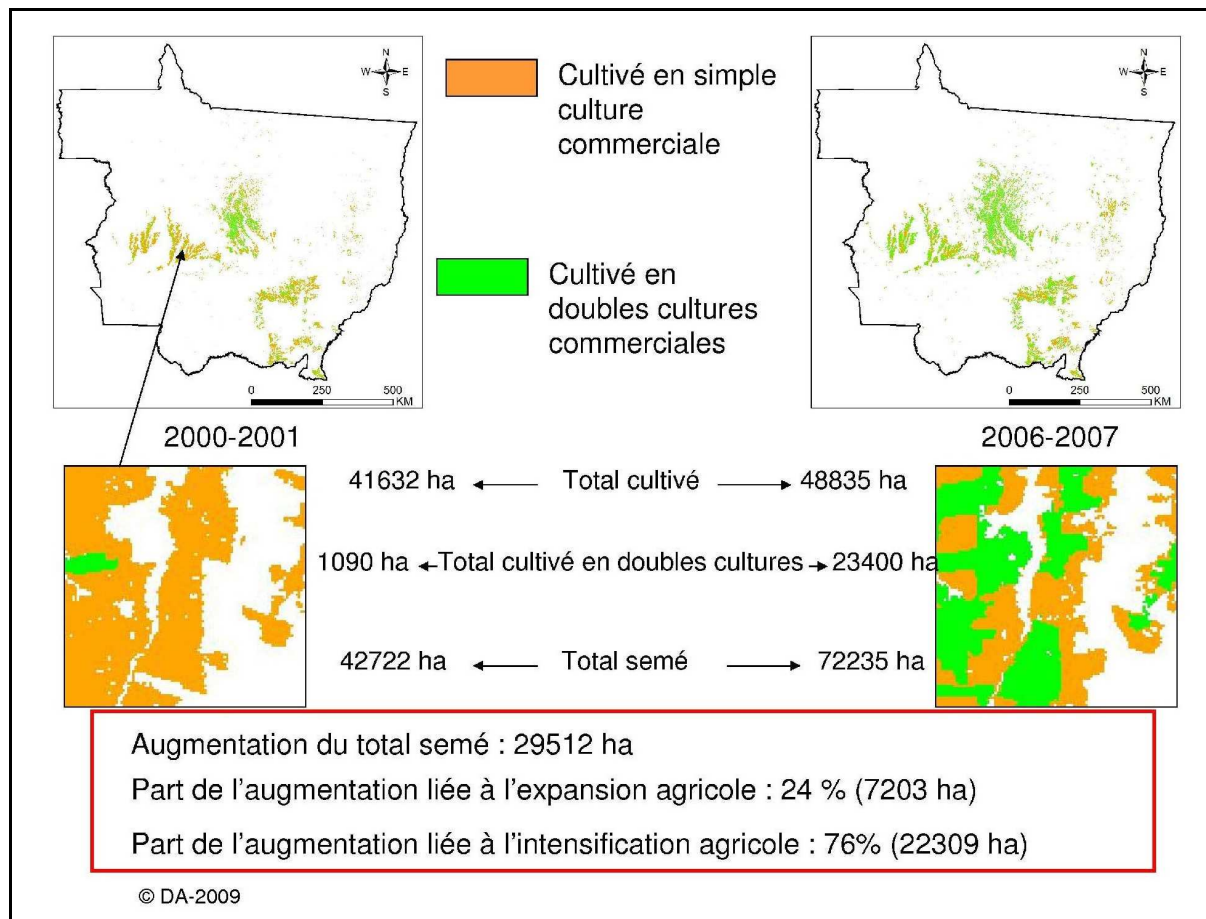 N
W E
S
0 250 500
KM
2000-2001
Cultivé en simple
culture
commerciale
Cultivé en
doubles cultures
commerciales
N
W E
S
0 250 500
KM
2006-2007
41632 ha Total cultivé 48835 ha
1090 ha Total cultivé en doubles cultures 23400 ha
42722 ha Total semé 72235 ha
Augmentation du total semé : 29512 ha
Part de l’augmentation liée à l’expansion agricole : 24 % (7203 ha)
Part de l’augmentation liée à l’intensification agricole : 76% (22309 ha)
© DA-2009